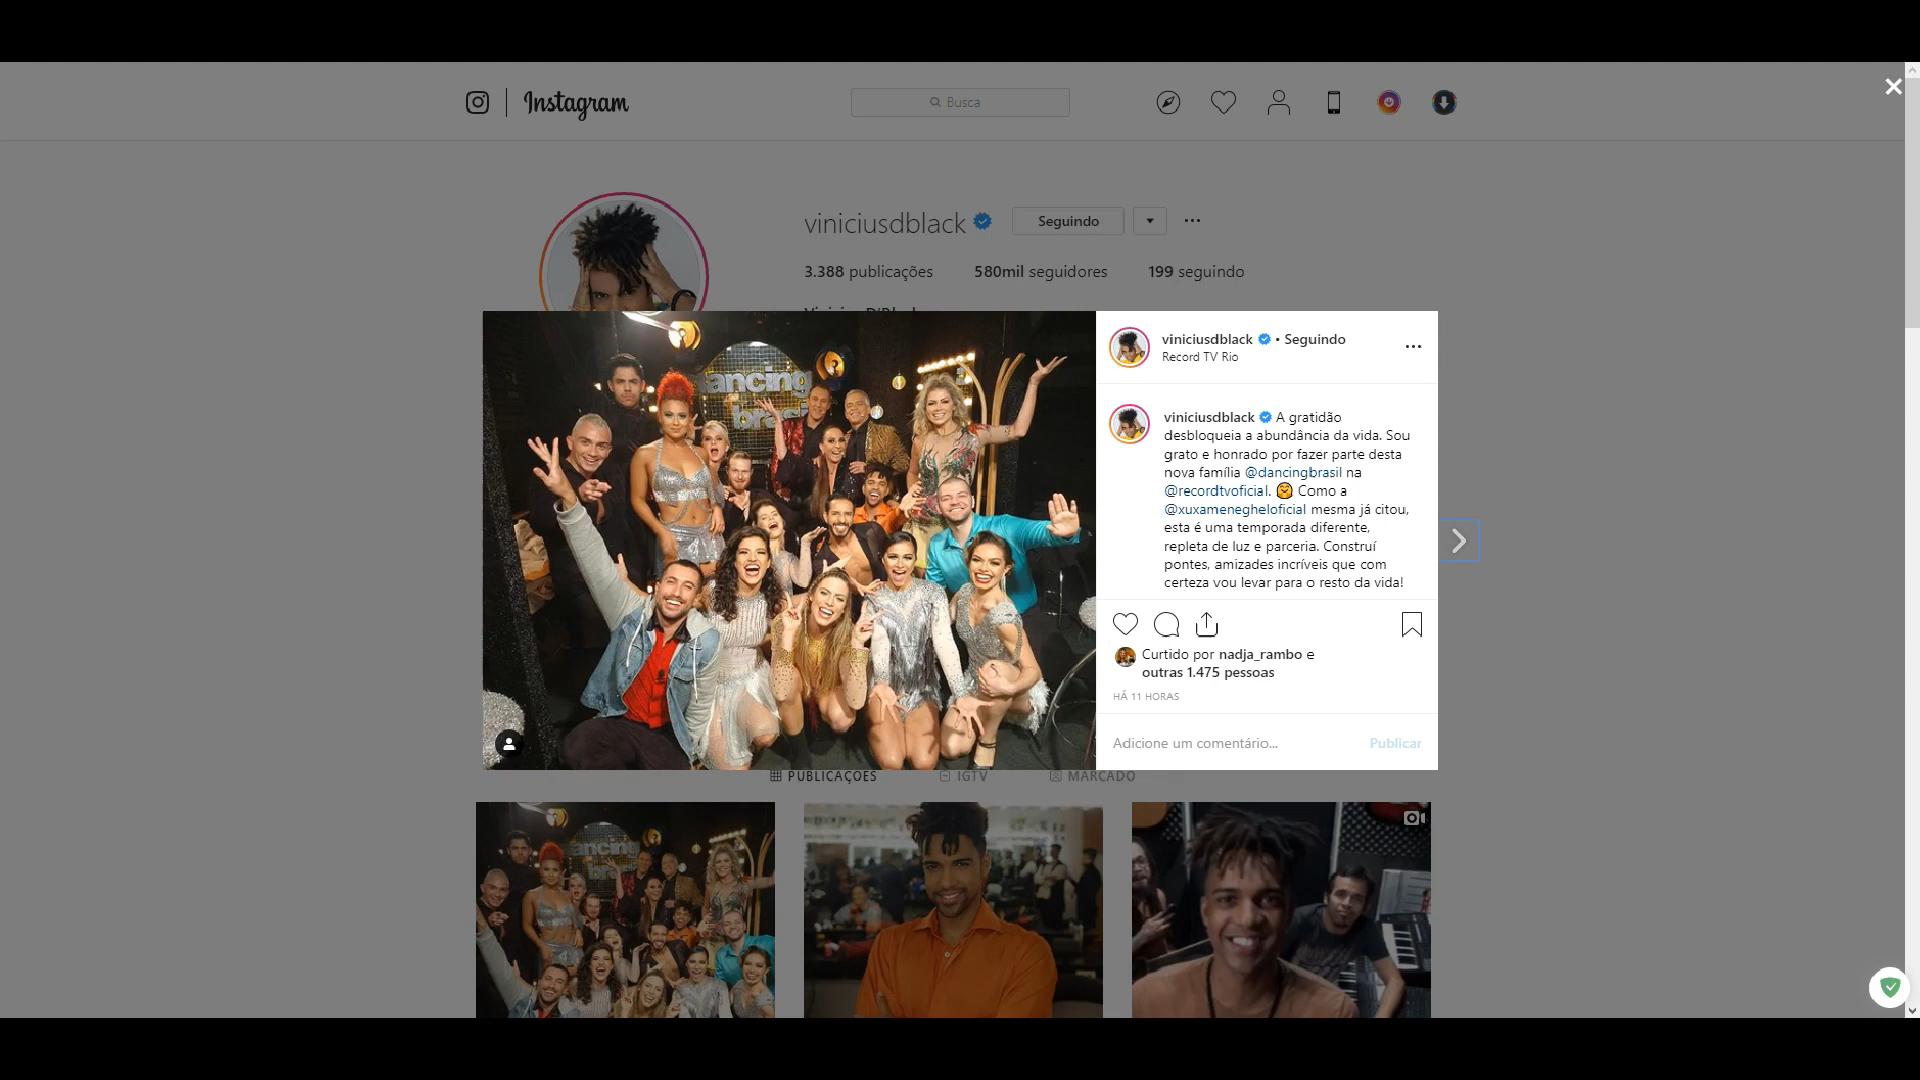 Instagram
Busca
viniciusdblack
Seguindo
3.388 publicações 580mil seguidores 199 seguindo
dancing
brasil
viniciusdblack • Seguindo
Record TV Rio
viniciusdblack A gratidão
desbloqueia a abundância da vida. Sou
grato e honrado por fazer parte desta
nova família @dancingbrasil na
@recordtvoficial. 🤗 Como a
@xuxamenegheloficial mesma já citou,
esta é uma temporada diferente,
repleta de luz e parceria. Construí
pontes, amizades incríveis que com
certeza vou levar para o resto da vida!
Curtido por nadja_rambo e
outras 1.475 pessoas
HÁ 11 HORAS
Adicione um comentário... Publicar
PUBLICAÇÕES IGTV MARCADO